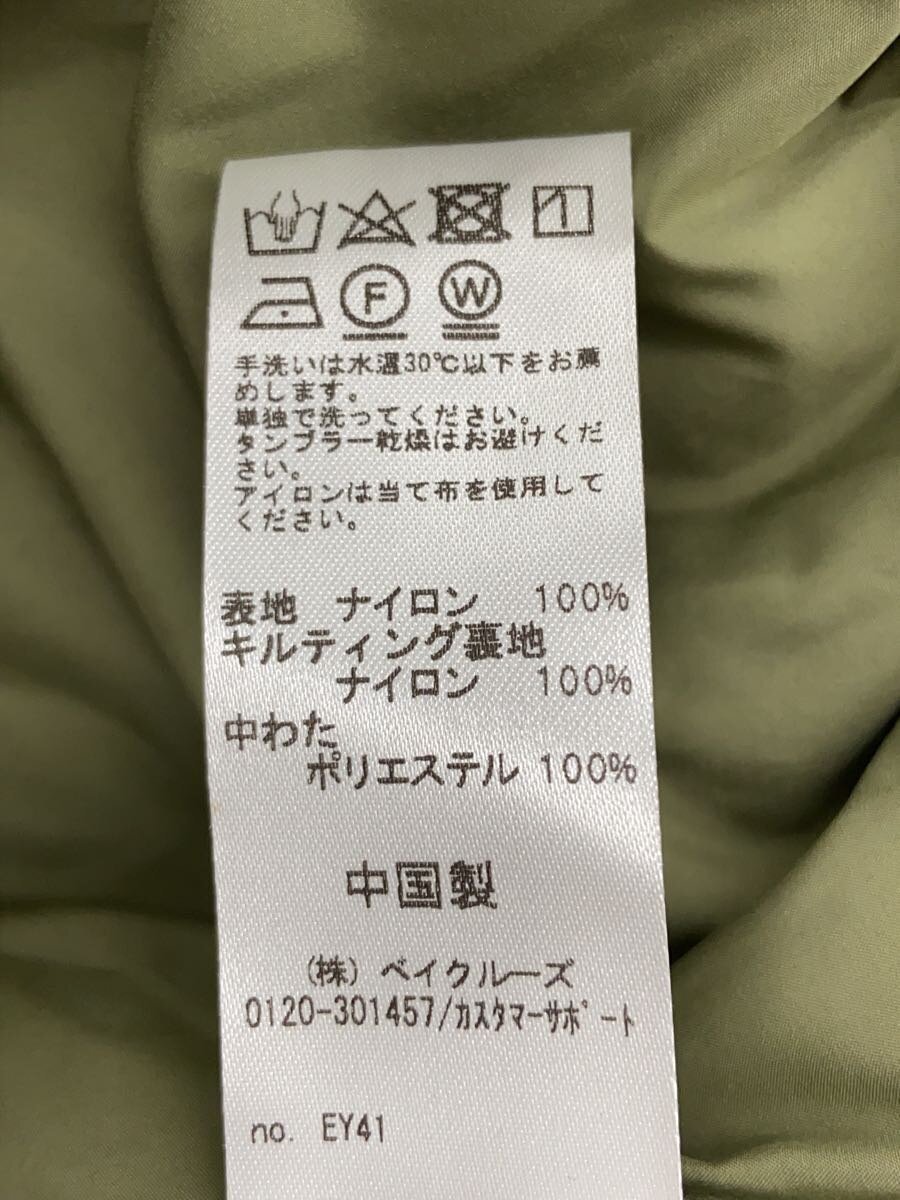 F W
手洗いは水温30℃以下をお薦
めします。
単独で洗ってください。
タンブラー乾燥はお避けくだ
さい。
アイロンは当て布を使用して
ください。
表地 ナイロン 100%
キルティング裏地
ナイロン 100%
中わた
ポリエステル 100%
中国製
(株) ベイクルーズ
0120-301457/カスタマーサポート
no. EY41